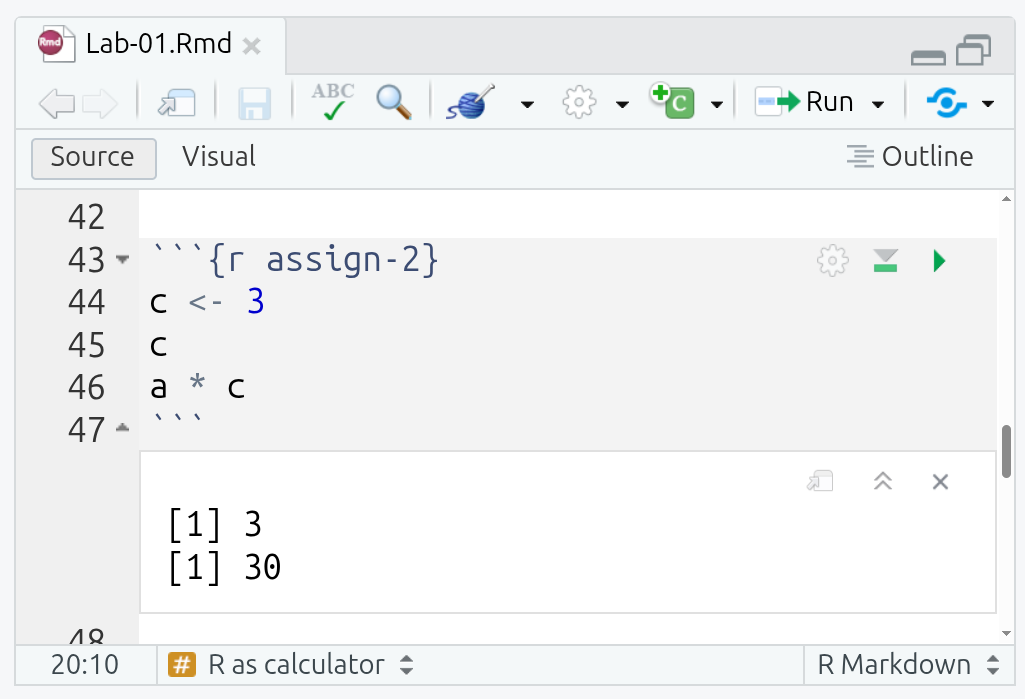 Rmd Lab-01.Rmd
ABC C Run
Source Visual Outline
42
43 ```{r assign-2}
44 c <- 3
45 c
46 a * c
47 ```
[1] 3
[1] 30
48
20:10 # R as calculator R Markdown